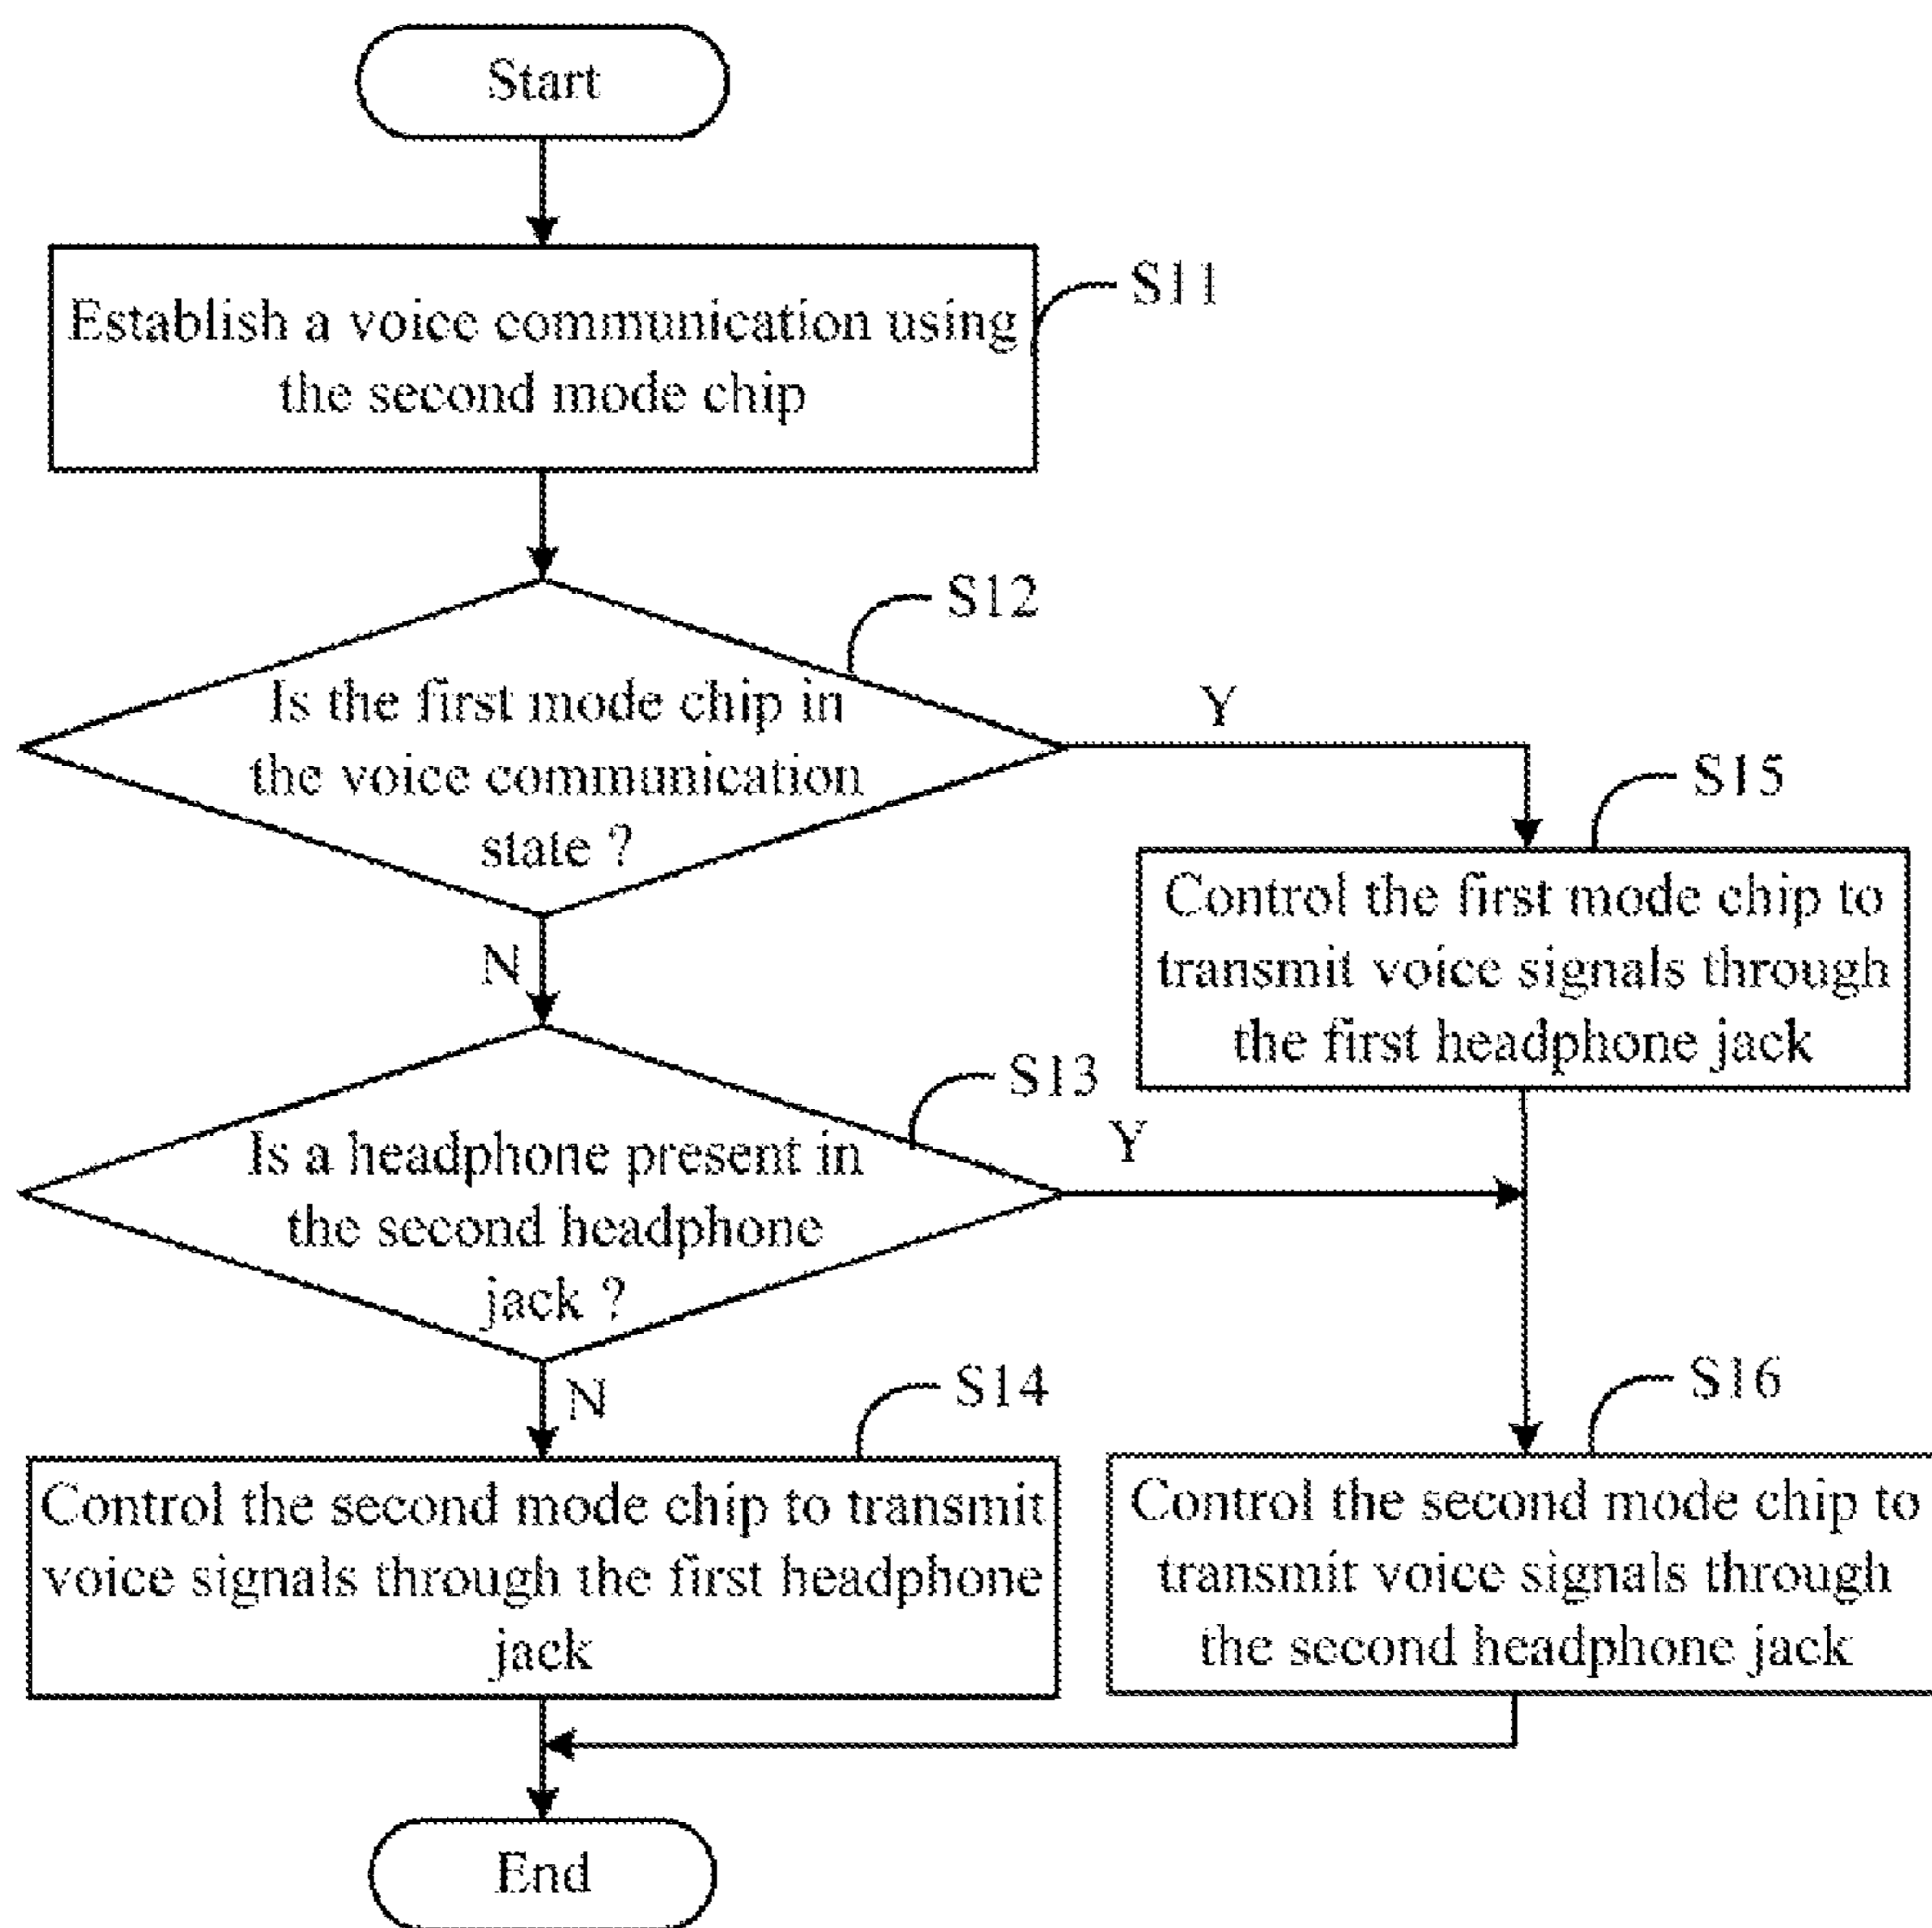 Start
Establish a voice communication using
the second mode chip
S11
Is the first mode chip in
the voice communication
state ?
S12
Y
N
Control the first mode chip to
transmit voice signals through
the first headphone jack
S15
Is a headphone present in
the second headphone
jack ?
S13
Y
N
Control the second mode chip to transmit
voice signals through the first headphone
jack
S14
Control the second mode chip to
transmit voice signals through
the second headphone jack
S16
End